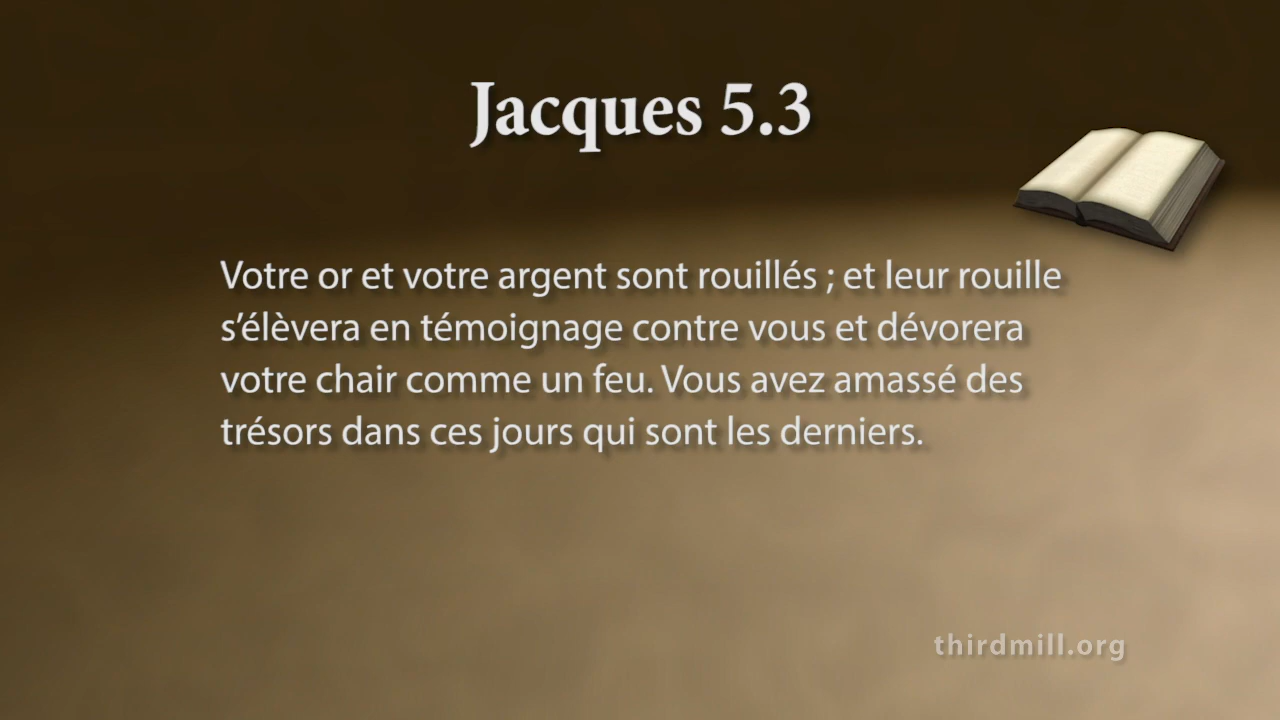 Jacques 5.3
Votre or et votre argent sont rouillés ; et leur rouille
s’élèvera en témoignage contre vous et dévorera
votre chair comme un feu. Vous avez amassé des
trésors dans ces jours qui sont les derniers.
thirdmill.org